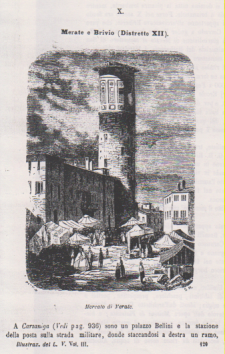 X.
Merate e Brivio (Distretto XII).
Mercato di Merate.
A Cernusco (Vedi pag. 936) sono un palazzo Bellini e la stazione
della posta sulla strada militare, donde staccandosi a destra un ramo,
Illustraz. del L. V. Vol. III. 120